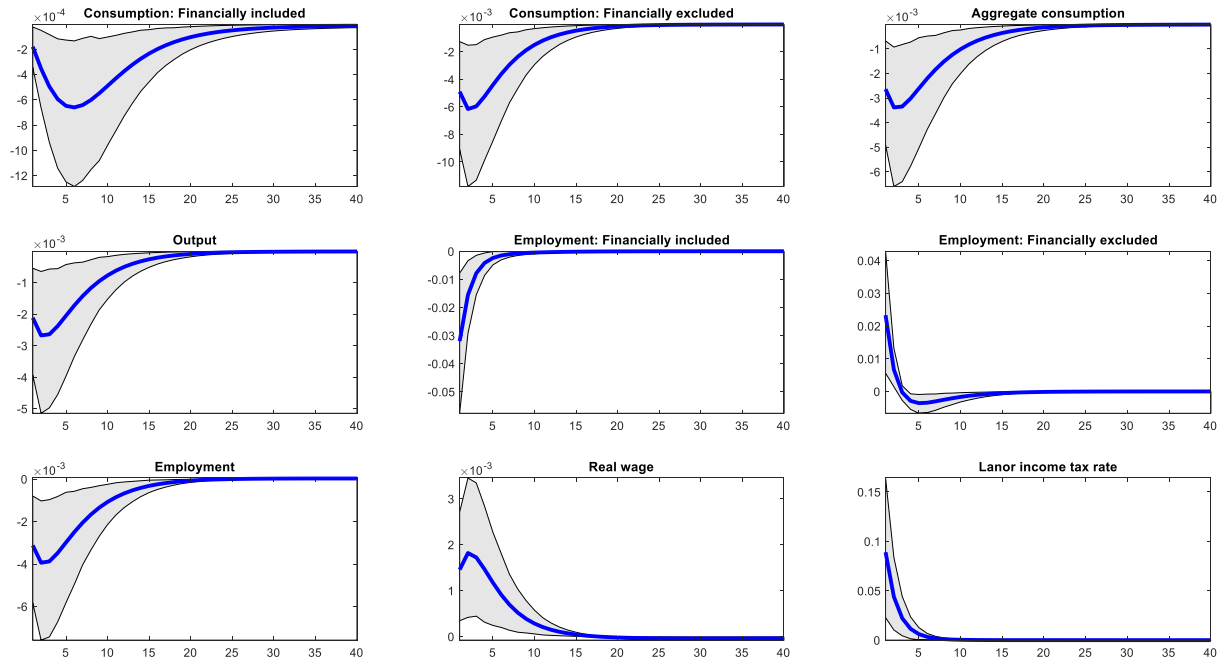 Consumption: Financially included
×10⁻⁴
-2
-4
-6
-8
-10
-12
5 10 15 20 25 30 35 40
Consumption: Financially excluded
×10⁻³
-2
-4
-6
-8
-10
5 10 15 20 25 30 35 40
Aggregate consumption
×10⁻³
-1
-2
-3
-4
-5
-6
5 10 15 20 25 30 35 40
Output
×10⁻³
-1
-2
-3
-4
-5
5 10 15 20 25 30 35 40
Employment: Financially included
0
-0.01
-0.02
-0.03
-0.04
-0.05
5 10 15 20 25 30 35 40
Employment: Financially excluded
0.04
0.03
0.02
0.01
0
5 10 15 20 25 30 35 40
Employment
×10⁻³
0
-2
-4
-6
5 10 15 20 25 30 35 40
Real wage
×10⁻³
3
2
1
0
5 10 15 20 25 30 35 40
Lanor income tax rate
0.15
0.1
0.05
0
5 10 15 20 25 30 35 40